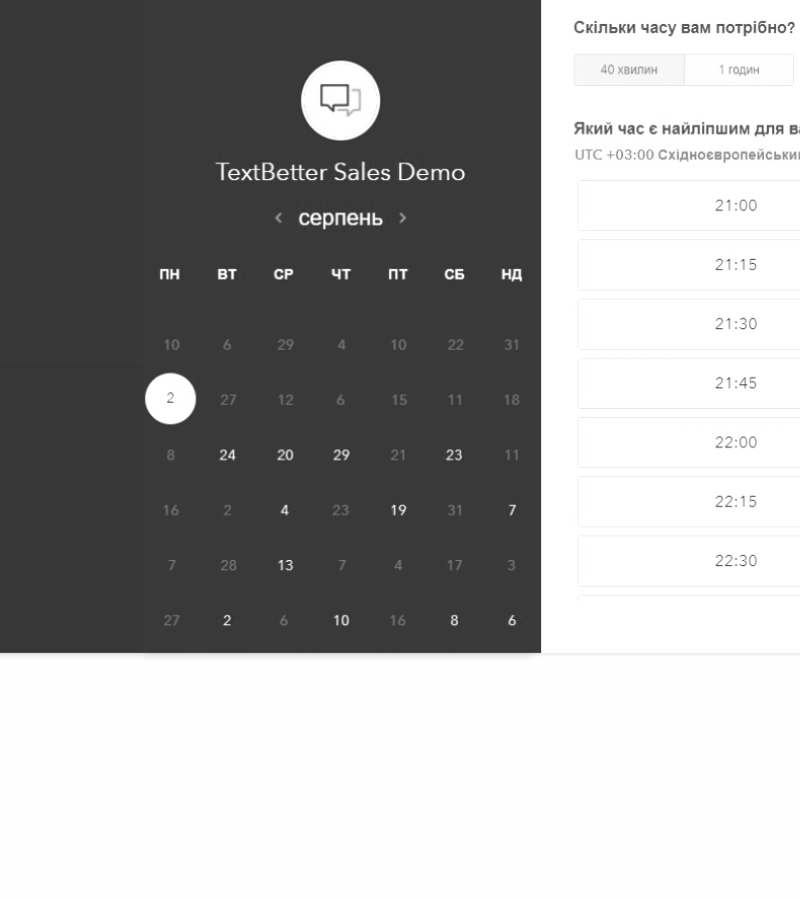 TextBetter Sales Demo
серпень
ПН ВТ СР ЧТ ПТ СБ НД
10 6 29 4 10 22 31
2 27 12 6 15 11 18
8 24 20 29 21 23 11
16 2 4 23 19 31 7
7 28 13 7 4 17 3
27 2 6 10 16 8 6
Скільки часу вам потрібно?
40 хвилин 1 годин
Який час є найліпшим для
UTC +03:00
21:00
21:15
21:30
21:45
22:00
22:15
22:30